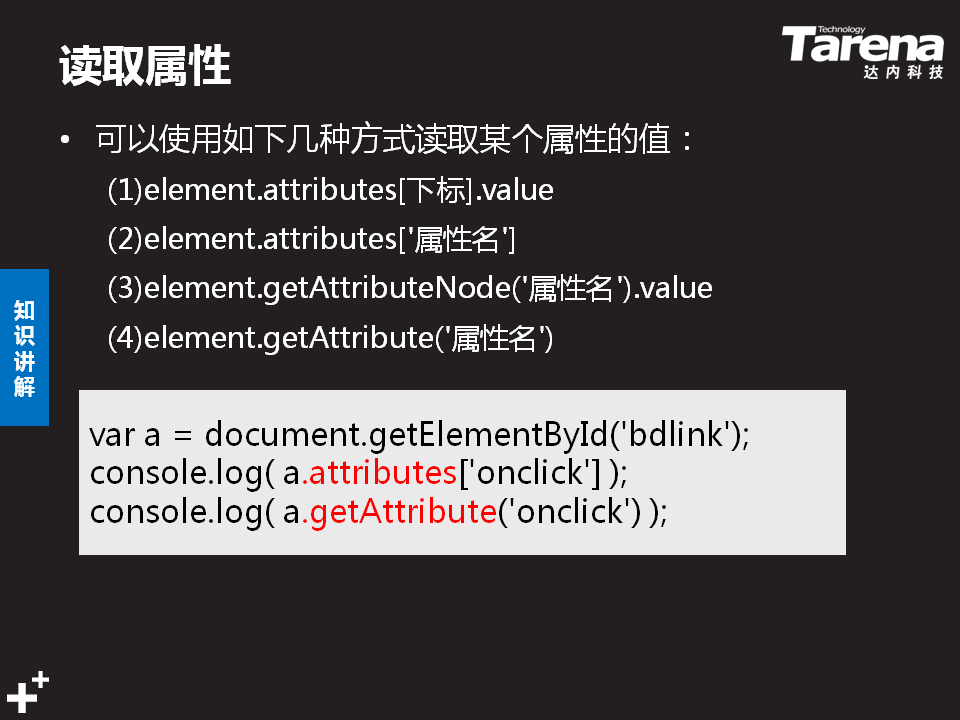 读取属性
Technology
Tarena
达内科技
• 可以使用如下几种方式读取某个属性的值：
(1)element.attributes[下标].value
(2)element.attributes['属性名']
(3)element.getAttributeNode('属性名').value
(4)element.getAttribute('属性名')
知识讲解
var a = document.getElementById('bdlink');
console.log( a.attributes['onclick'] );
console.log( a.getAttribute('onclick') );